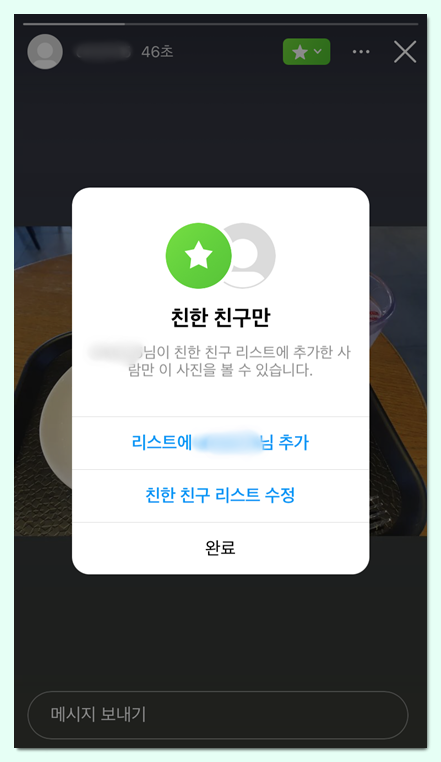 46초
친한 친구만
님이 친한 친구 리스트에 추가한 사
람만 이 사진을 볼 수 있습니다.
리스트에 님 추가
친한 친구 리스트 수정
완료
메시지 보내기